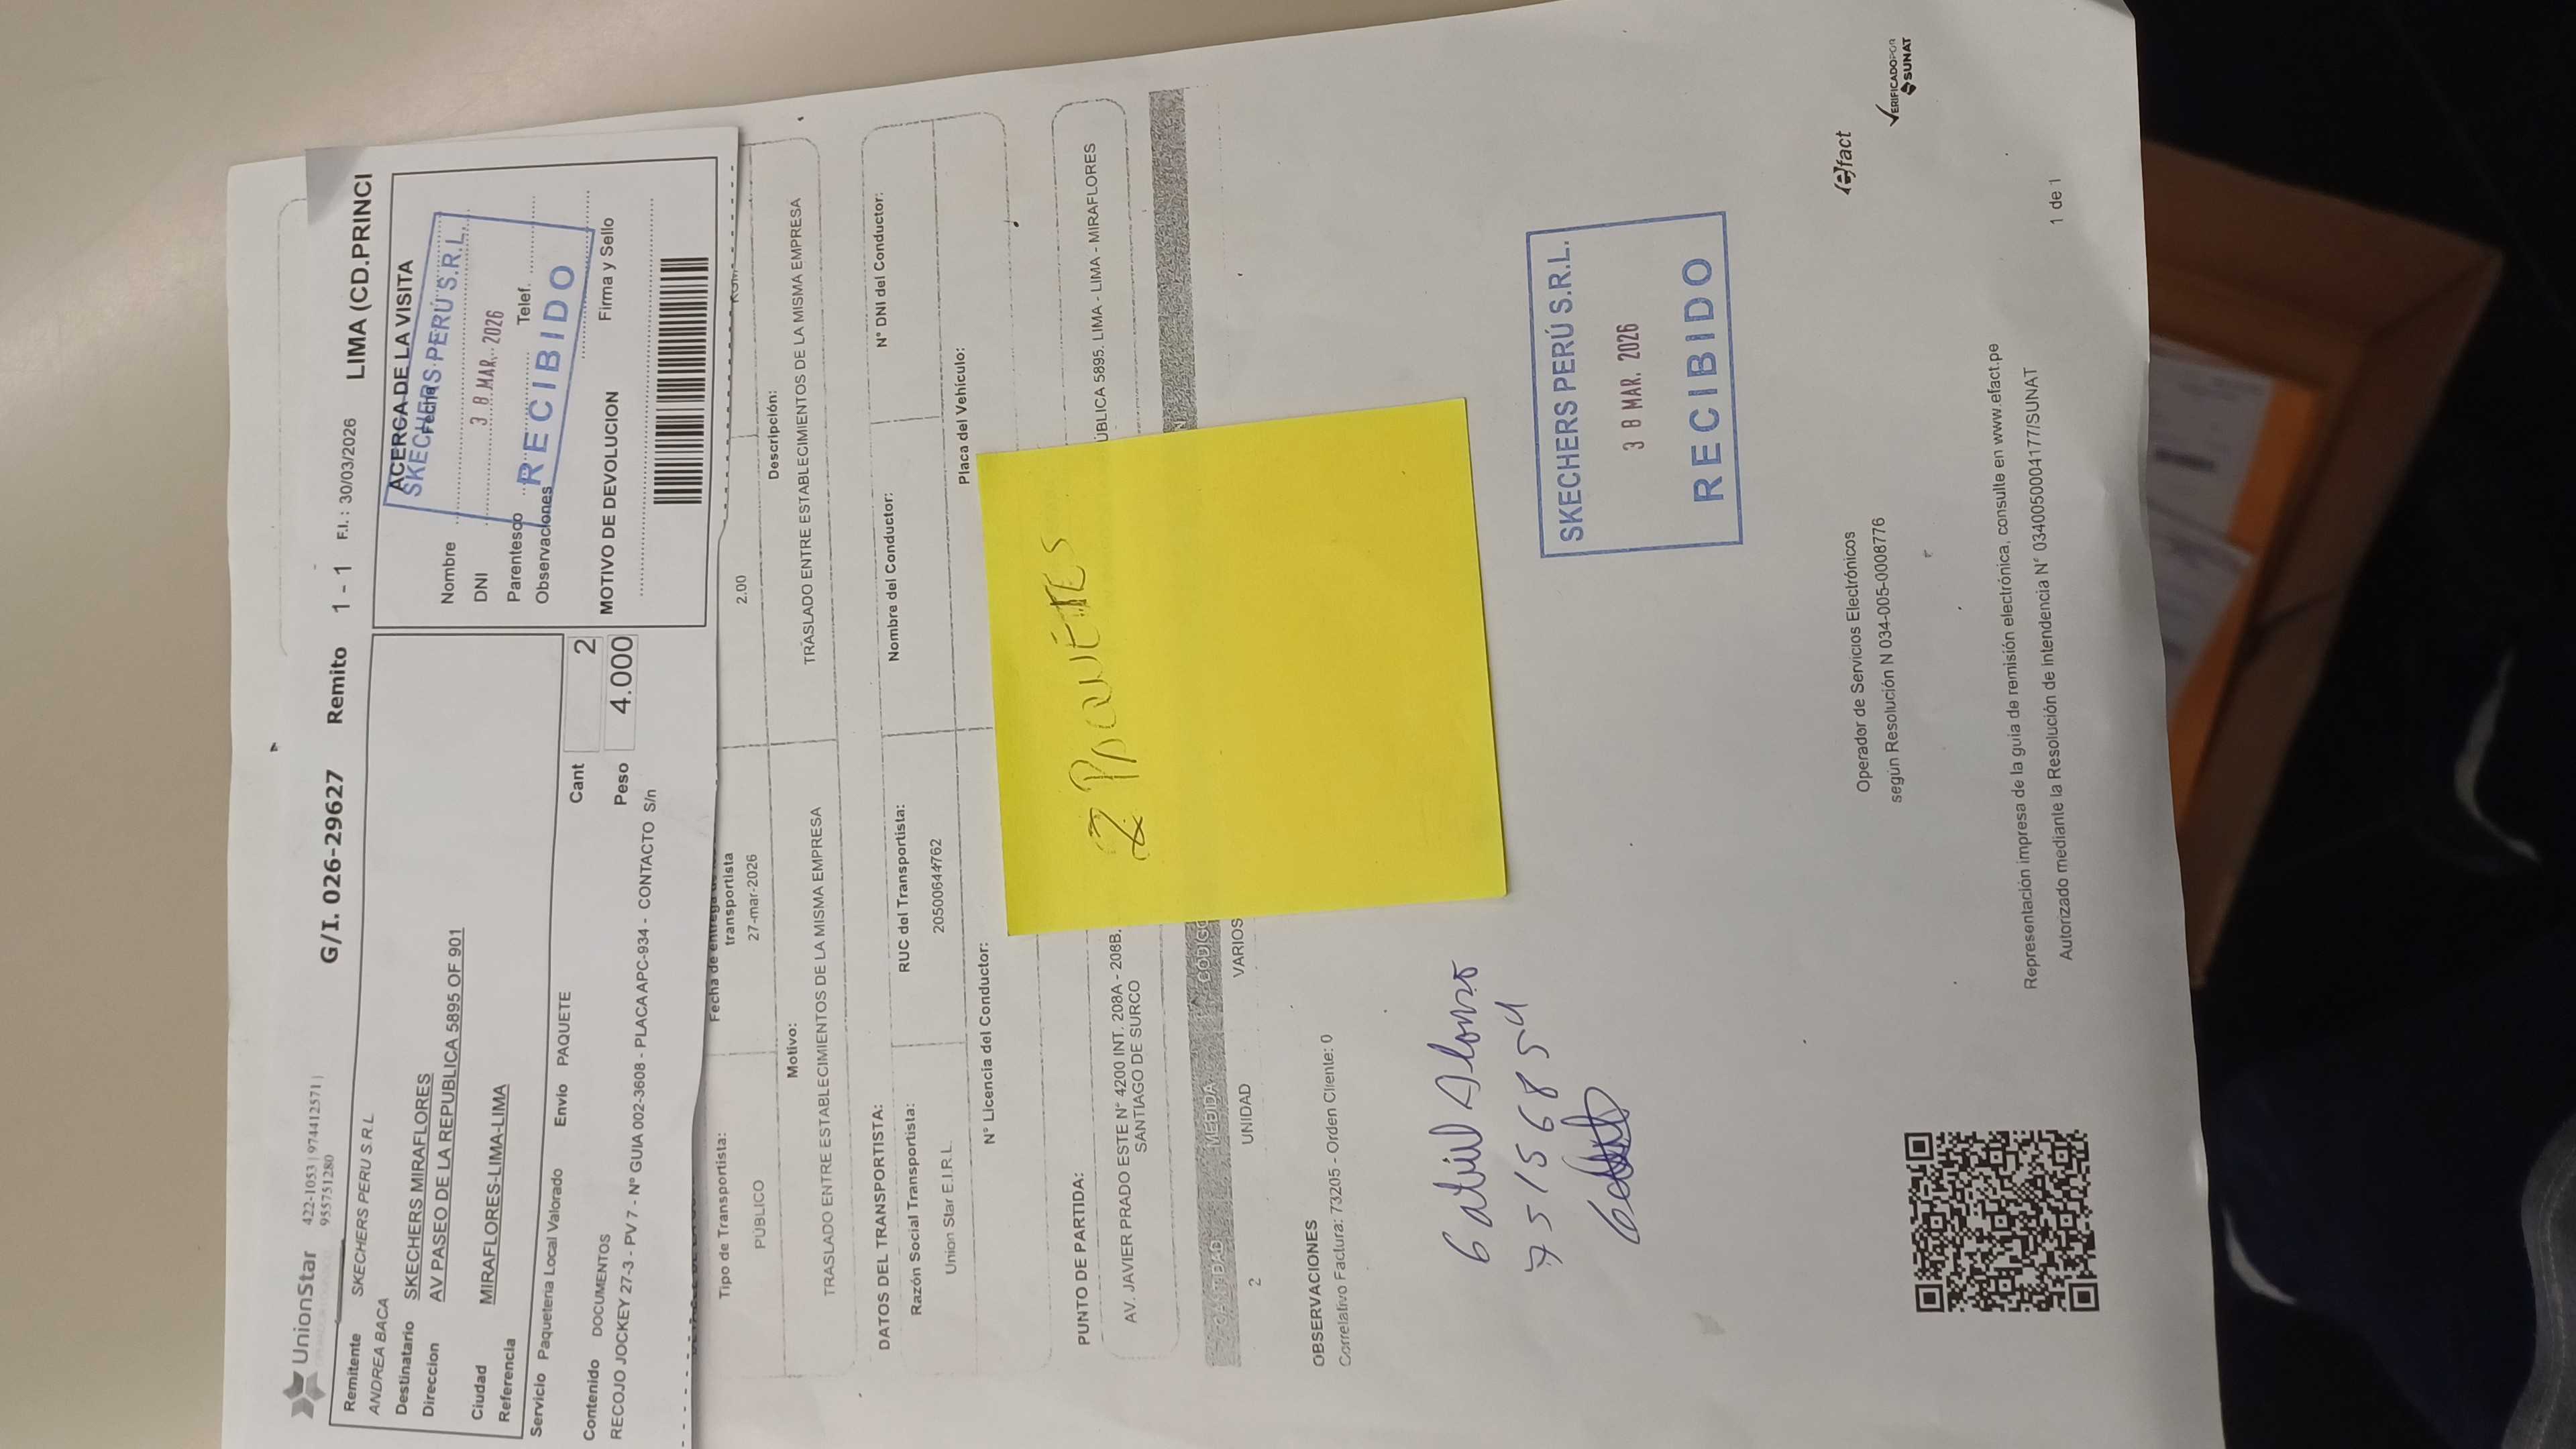 UnionStar
422-1053 | 974412571 |
955751280
G/I. 026-29627 Remito 1 - 1 F.I.: 30/03/2026 LIMA (CD.PRINCI
Remitente SKECHERS PERU S.R.L
ANDREA BACA
Destinatario SKECHERS MIRAFLORES
Direccion AV PASEO DE LA REPUBLICA 5895 OF 901
Ciudad MIRAFLORES-LIMA-LIMA
Referencia
Servicio Paqueteria Local Valorado Envio PAQUETE
Cant 2
Contenido DOCUMENTOS
Peso 4.000
RECOJO JOCKEY 27-3 - PV 7 - Nº GUIA 002-3608 - PLACA APC-934 - CONTACTO S/n
ACERCA DE LA VISITA
Fecha
Nombre
DNI
Parentesco Telef.
Observaciones
MOTIVO DE DEVOLUCION Firma y Sello
SKECHERS PERÚ S.R.L.
3 MAR. 2026
RECIBIDO
Tipo de Transportista:
PÚBLICO
Fecha de entrega
transportista
27-mar-2026
2.00
Motivo:
TRASLADO ENTRE ESTABLECIMIENTOS DE LA MISMA EMPRESA
Descripción:
TRASLADO ENTRE ESTABLECIMIENTOS DE LA MISMA EMPRESA
DATOS DEL TRANSPORTISTA:
Razón Social Transportista:
Union Star E.I.R.L.
RUC del Transportista:
20500644762
Nombre del Conductor:
N° DNI del Conductor:
N° Licencia del Conductor:
Placa del Vehículo:
PUNTO DE PARTIDA:
AV. JAVIER PRADO ESTE N° 4200 INT. 208A - 208B.
SANTIAGO DE SURCO
ÚBLICA 5895. LIMA - LIMA - MIRAFLORES
2 PAQUETES
CANTIDAD MEDIDA CODIGO
2 UNIDAD VARIOS
OBSERVACIONES
Correlativo Factura: 73205 - Orden Cliente: 0
Gabriel Alonso
75156854
SKECHERS PERÚ S.R.L.
3 MAR. 2026
RECIBIDO
Operador de Servicios Electrónicos
según Resolución N 034-005-0008776
(e)fact
VERIFICADO POR
SUNAT
Representación impresa de la guía de remisión electrónica, consulte en www.efact.pe
Autorizado mediante la Resolución de Intendencia N° 0340050004177/SUNAT
1 de 1